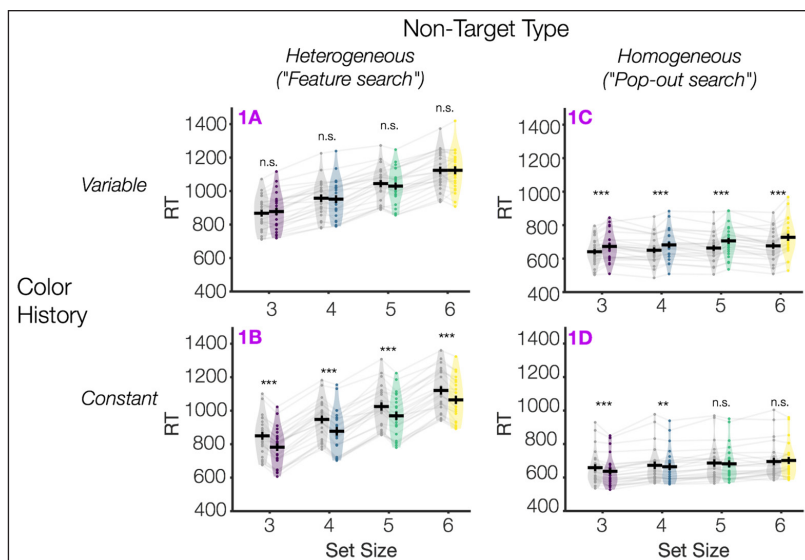 Non-Target Type
Heterogeneous
("Feature search")
Homogeneous
("Pop-out search")
Color
History
Variable
Constant
1A
RT
1400
1200
1000
800
600
400
n.s.
n.s.
n.s.
n.s.
3 4 5 6
1C
RT
1400
1200
1000
800
600
400
*** *** *** ***
3 4 5 6
1B
RT
1400
1200
1000
800
600
400
***
***
***
***
3 4 5 6
Set Size
1D
RT
1400
1200
1000
800
600
400
*** ** n.s. n.s.
3 4 5 6
Set Size